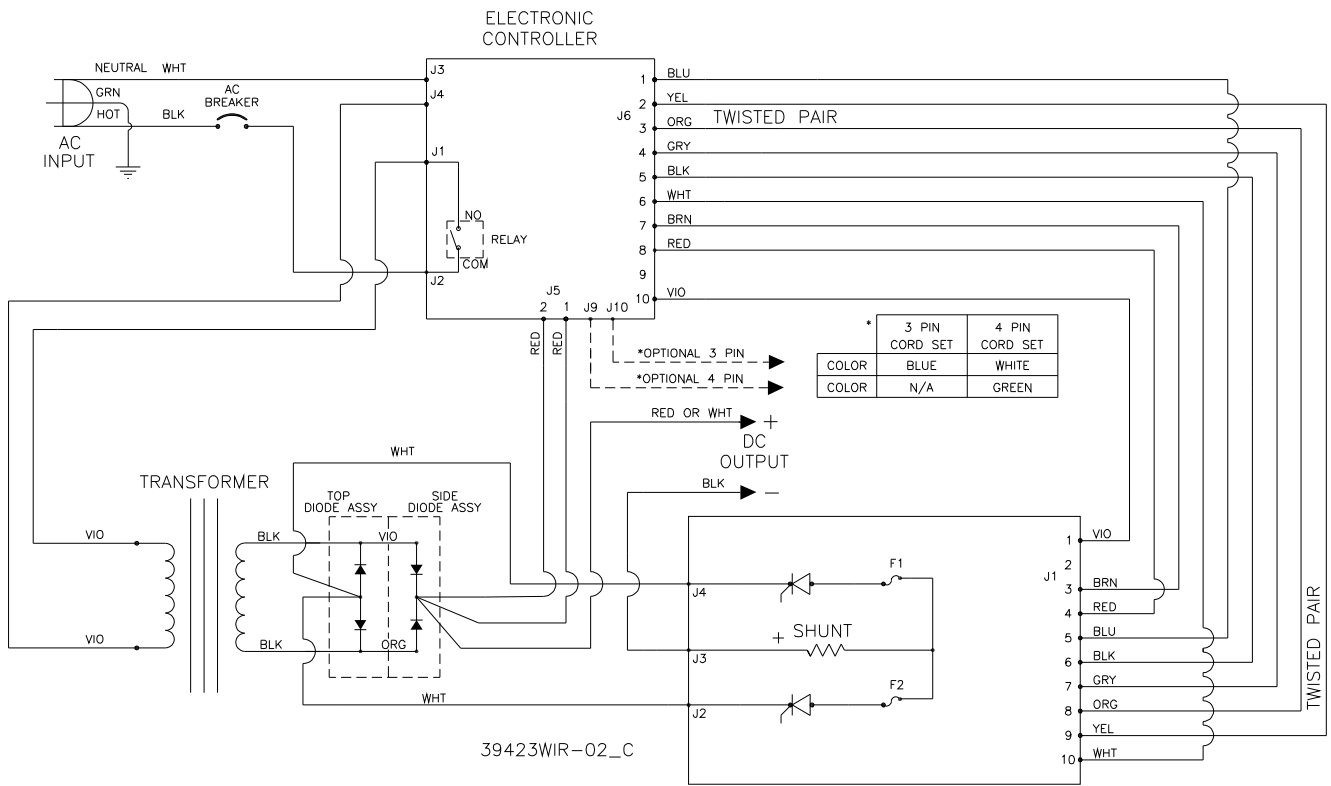 ELECTRONIC
CONTROLLER
NEUTRAL WHT
GRN
HOT
BLK
AC
BREAKER
AC
INPUT
J3
J4
J1
NO
RELAY
COM
J2
J5
2 1 J9 J10
RED
RED
J6
1 BLU
2 YEL
TWISTED PAIR
3 ORG
4 GRY
5 BLK
6 WHT
7 BRN
8 RED
9
10 VIO
*OPTIONAL 3 PIN
*OPTIONAL 4 PIN
* 3 PIN CORD SET 4 PIN CORD SET
COLOR BLUE WHITE
COLOR N/A GREEN
RED OR WHT +
DC
OUTPUT
BLK −
WHT
TRANSFORMER
TOP
DIODE ASSY
SIDE
DIODE ASSY
VIO
VIO
BLK
VIO
BLK
ORG
WHT
J4
F1
+ SHUNT
J3
F2
J2
J1
1 VIO
2
3 BRN
4 RED
5 BLU
6 BLK
7 GRY
8 ORG
9 YEL
10 WHT
TWISTED PAIR
39423WIR-02_C